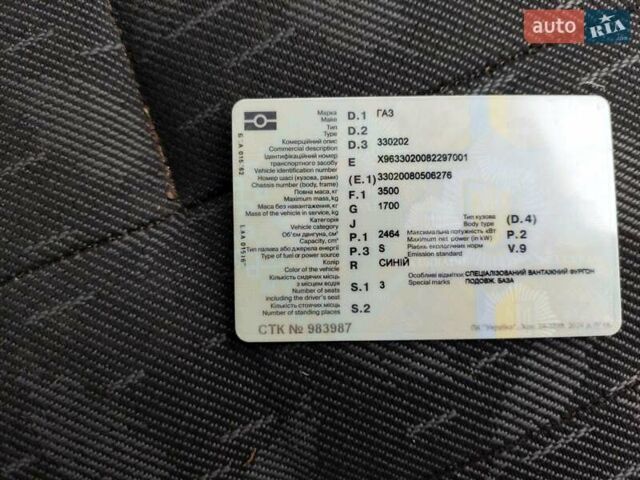 auto RIA
.com
Марка
Make D.1 ГАЗ
Тип
Type D.2
Комерційний опис
Commercial description D.3 330202
Ідентифікаційний номер
транспортного засобу E X9633020082297001
Vehicle identification number
Номер шасі (кузова, рами) (E.1) 33020080506276
Chassis number (body, frame)
Повна маса, кг F.1 3500
Maximum mass, kg
Маса без навантаження, кг G 1700
Mass of the vehicle in service, kg
Категорія J
Vehicle category
Тип кузова (D.4)
Body type
Об'єм двигуна, см³ P.1 2464
Capacity, cm³
Максимальна потужність кВт P.2
Maximum net power (in kW)
Тип палива або джерела енергії P.3 S
Type of fuel or power source
Рівень екологічних норм V.9
Emission standard
Колір R СИНІЙ
Color of the vehicle
Кількість сидячих місць
з місцем водія S.1 3
Number of seats
including the driver's seat
Особливі відмітки СПЕЦІАЛІЗОВАНИЙ ВАНТАЖНИЙ ФУРГОН
Special marks ПОДОВЖ. БАЗА
Кількість стоячих місць S.2
Number of standing places
СТК № 983987